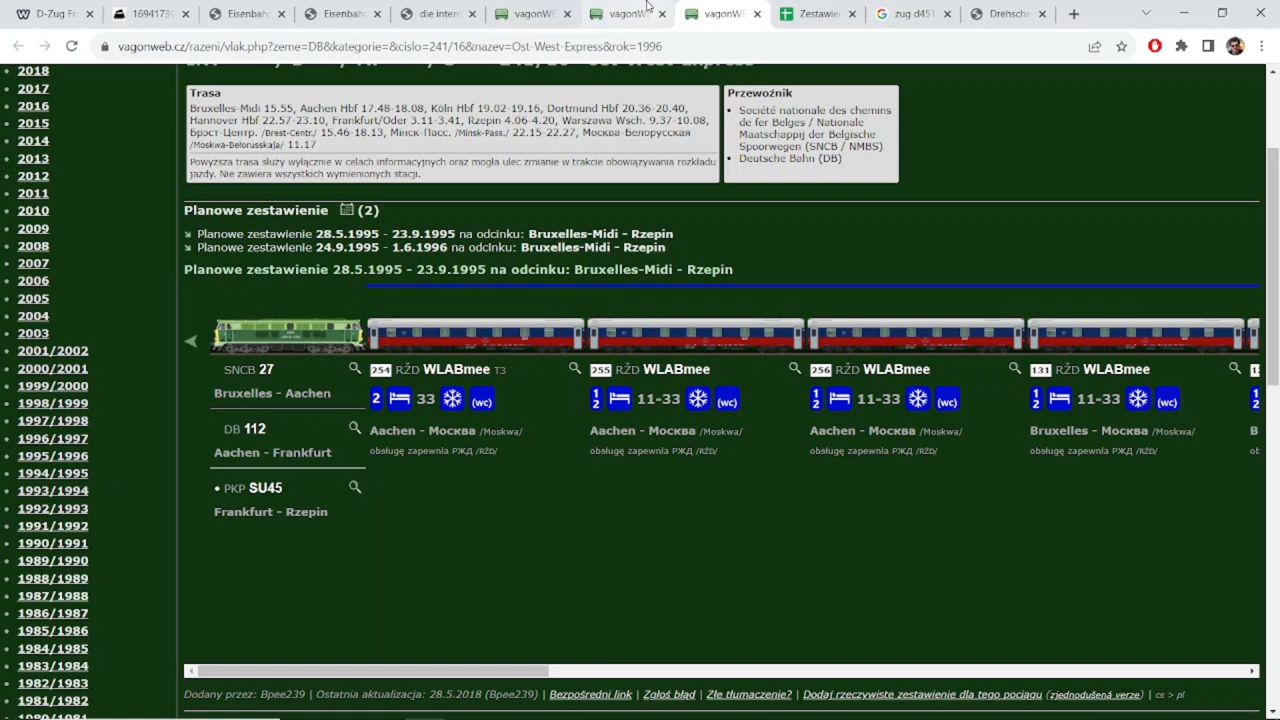 D-Zug Fr
16941739
Eisenbahn
Eisenbah
die intern
vagonWE
vagonWE
vagonWE
Zestawie
zug d451
Drehsche
vagonweb.cz/razeni/vlak.php?zeme=DB&kategorie=&cislo=241/16&nazev=Ost-West-Express&rok=1996
2018
2017
2016
2015
2014
2013
2012
2011
2010
2009
2008
2007
2006
2005
2004
2003
2001/2002
2000/2001
1999/2000
1998/1999
1997/1998
1996/1997
1995/1996
1994/1995
1993/1994
1992/1993
1991/1992
1990/1991
1989/1990
1988/1989
1987/1988
1986/1987
1985/1986
1984/1985
1983/1984
1982/1983
1981/1982
Trasa
Bruxelles-Midi 15.55, Aachen Hbf 17.48-18.08, Köln Hbf 19.02-19.16, Dortmund Hbf 20.36-20.40,
Hannover Hbf 22.57-23.10, Frankfurt/Oder 3.11-3.41, Rzepin 4.06-4.20, Warszawa Wsch. 9.37-10.08,
Брэст-Центр. /Brest-Centr./ 15.46-18.13, Минск-Пасс. /Minsk-Pass./ 22.15-22.27, Москва-Белорусская
/Moskva-Belorusskaja/ 11.17
Powyższa trasa służy wyłącznie w celach informacyjnych oraz mogła ulec zmianie w trakcie obowiązywania rozkładu
jazdy. Nie zawiera wszystkich wymienionych stacji.
Przewoźnik
• Société nationale des chemins
de fer Belges / Nationale
Maatschappij der Belgische
Spoorwegen (SNCB / NMBS)
• Deutsche Bahn (DB)
Planowe zestawienie (2)
Planowe zestawienie 28.5.1995 - 23.9.1995 na odcinku: Bruxelles-Midi - Rzepin
Planowe zestawienie 24.9.1995 - 1.6.1996 na odcinku: Bruxelles-Midi - Rzepin
Planowe zestawienie 28.5.1995 - 23.9.1995 na odcinku: Bruxelles-Midi - Rzepin
SNCB 27
Bruxelles - Aachen
DB 112
Aachen - Frankfurt
• PKP SU45
Frankfurt - Rzepin
254 RŽD WLABmee T3
2 33 (wc)
Aachen - Москва /Moskva/
obsługę zapewnia РЖД /RŽD/
255 RŽD WLABmee
1 2 11-33 (wc)
Aachen - Москва /Moskva/
obsługę zapewnia РЖД /RŽD/
256 RŽD WLABmee
1 2 11-33 (wc)
Aachen - Москва /Moskva/
obsługę zapewnia РЖД /RŽD/
131 RŽD WLABmee
1 2 11-33 (wc)
Bruxelles - Москва /Moskva/
obsługę zapewnia РЖД /RŽD/
Dodany przez: Bpee239 | Ostatnia aktualizacja: 28.5.2018 (Bpee239) | Bezpośredni link | Zgłoś błąd | Złe tłumaczenie? | Dodaj rzeczywiste zestawienie dla tego pociągu (zjednodušená verze) | cs > pl